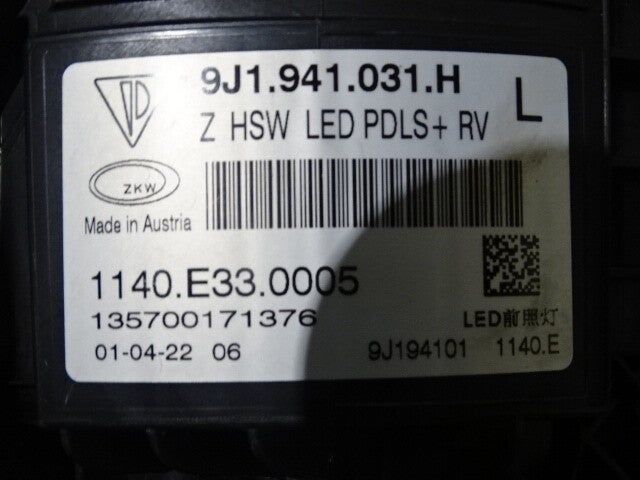 9J1.941.031.H
L
Z HSW LED PDLS+ RV
ZKW
Made in Austria
1140.E33.0005
135700171376
LED前照灯
01-04-22 06
9J194101 1140.E